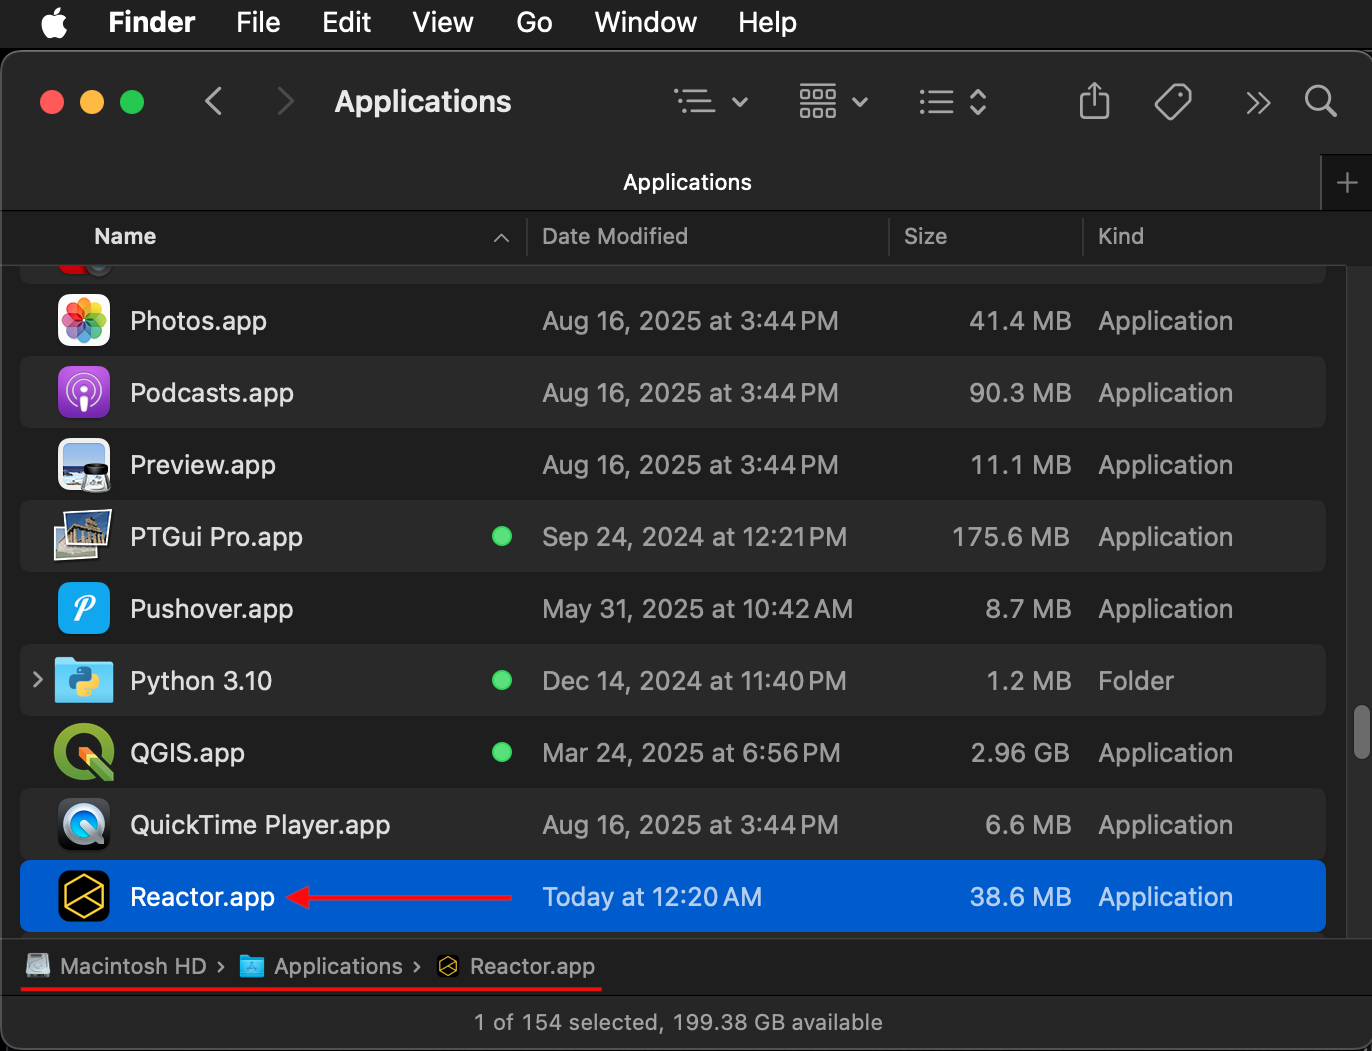 Finder File Edit View Go Window Help
Applications
Applications
Name Date Modified Size Kind
Photos.app Aug 16, 2025 at 3:44 PM 41.4 MB Application
Podcasts.app Aug 16, 2025 at 3:44 PM 90.3 MB Application
Preview.app Aug 16, 2025 at 3:44 PM 11.1 MB Application
PTGui Pro.app Sep 24, 2024 at 12:21 PM 175.6 MB Application
Pushover.app May 31, 2025 at 10:42 AM 8.7 MB Application
Python 3.10 Dec 14, 2024 at 11:40 PM 1.2 MB Folder
QGIS.app Mar 24, 2025 at 6:56 PM 2.96 GB Application
QuickTime Player.app Aug 16, 2025 at 3:44 PM 6.6 MB Application
Reactor.app Today at 12:20 AM 38.6 MB Application
Macintosh HD › Applications › Reactor.app
1 of 154 selected, 199.38 GB available